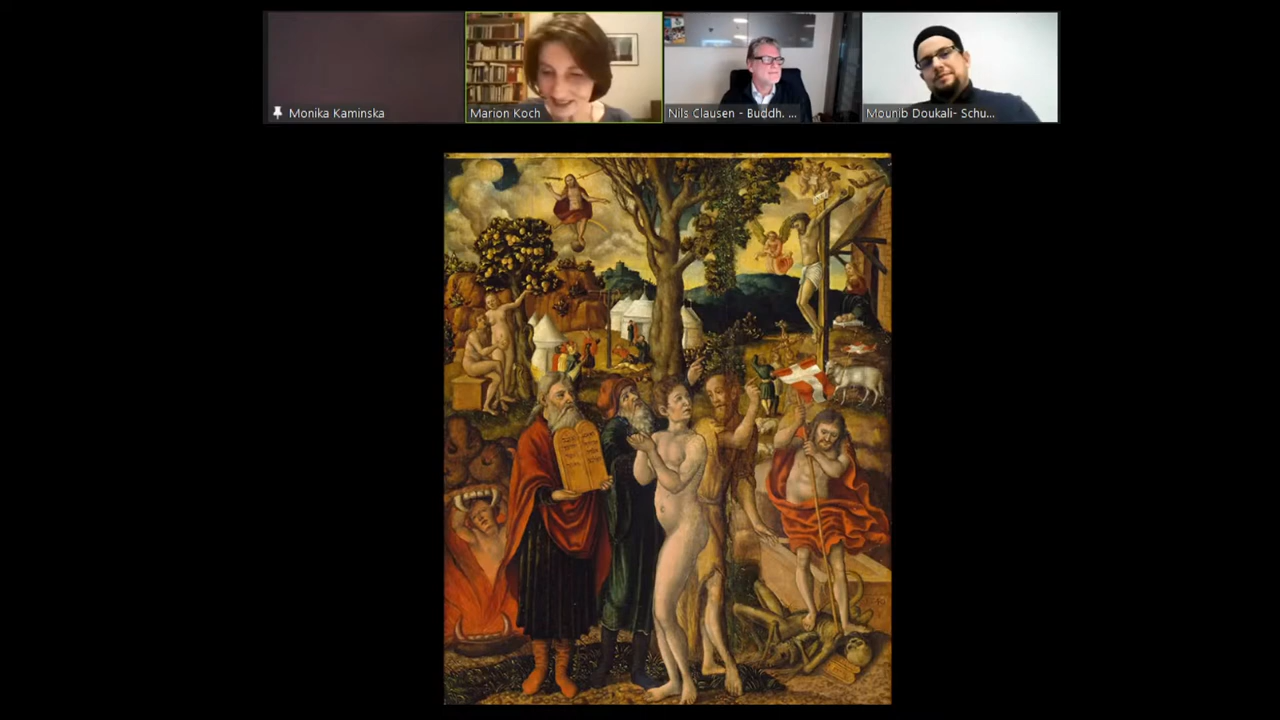 Monika Kaminska
Marion Koch
Nils Clausen - Buddh. ...
Mounib Doukali- Schu...